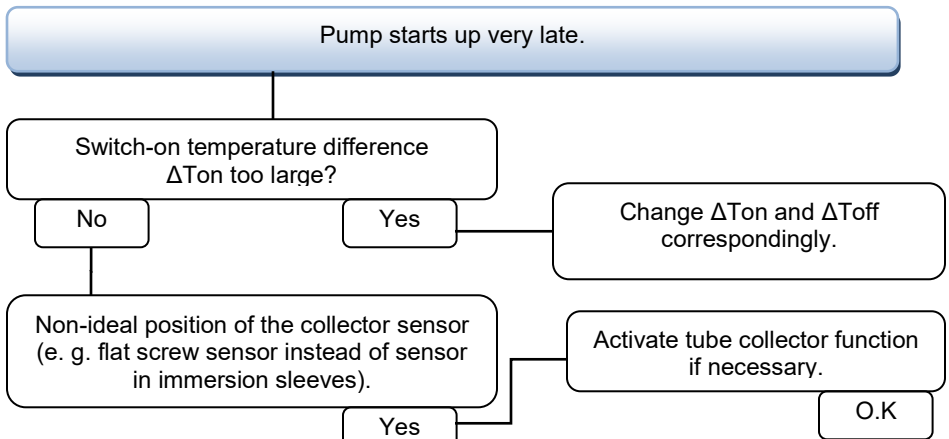 Pump starts up very late.
Switch-on temperature difference
ΔTon too large?
No
Yes
Change ΔTon and ΔToff
correspondingly.
Non-ideal position of the collector sensor
(e. g. flat screw sensor instead of sensor
in immersion sleeves).
Yes
Activate tube collector function
if necessary.
O.K